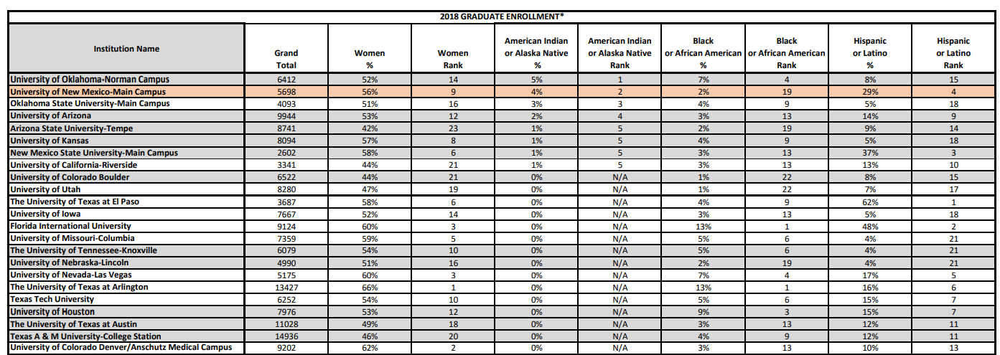 2018 GRADUATE ENROLLMENT*
Institution Name Grand Total Women % Women Rank American Indian or Alaska Native % American Indian or Alaska Native Rank Black or African American % Black or African American Rank Hispanic or Latino % Hispanic or Latino Rank
University of Oklahoma-Norman Campus 6412 52% 14 5% 1 7% 4 8% 15
University of New Mexico-Main Campus 5698 56% 9 4% 2 2% 19 29% 4
Oklahoma State University-Main Campus 4093 51% 16 3% 3 4% 9 5% 18
University of Arizona 9944 53% 12 2% 4 3% 13 14% 9
Arizona State University-Tempe 8741 42% 23 1% 5 2% 19 9% 14
University of Kansas 8094 57% 8 1% 5 4% 9 5% 18
New Mexico State University-Main Campus 2602 58% 6 1% 5 3% 13 37% 3
University of California-Riverside 3341 44% 21 1% 5 3% 13 13% 10
University of Colorado Boulder 6522 44% 21 0% N/A 1% 22 8% 15
University of Utah 8280 47% 19 0% N/A 1% 22 7% 17
The University of Texas at El Paso 3687 58% 6 0% N/A 4% 9 62% 1
University of Iowa 7667 52% 14 0% N/A 3% 13 5% 18
Florida International University 9124 60% 3 0% N/A 13% 1 48% 2
University of Missouri-Columbia 7359 59% 5 0% N/A 5% 6 4% 21
The University of Tennessee-Knoxville 6079 54% 10 0% N/A 5% 6 4% 21
University of Nebraska-Lincoln 4990 51% 16 0% N/A 2% 19 4% 21
University of Nevada-Las Vegas 5175 60% 3 0% N/A 7% 4 17% 5
The University of Texas at Arlington 13427 66% 1 0% N/A 13% 1 16% 6
Texas Tech University 6252 54% 10 0% N/A 5% 6 15% 7
University of Houston 7976 53% 12 0% N/A 9% 3 15% 7
The University of Texas at Austin 11028 49% 18 0% N/A 3% 13 12% 11
Texas A & M University-College Station 14936 46% 20 0% N/A 4% 9 12% 11
University of Colorado Denver/Anschutz Medical Campus 9202 62% 2 0% N/A 3% 13 10% 13